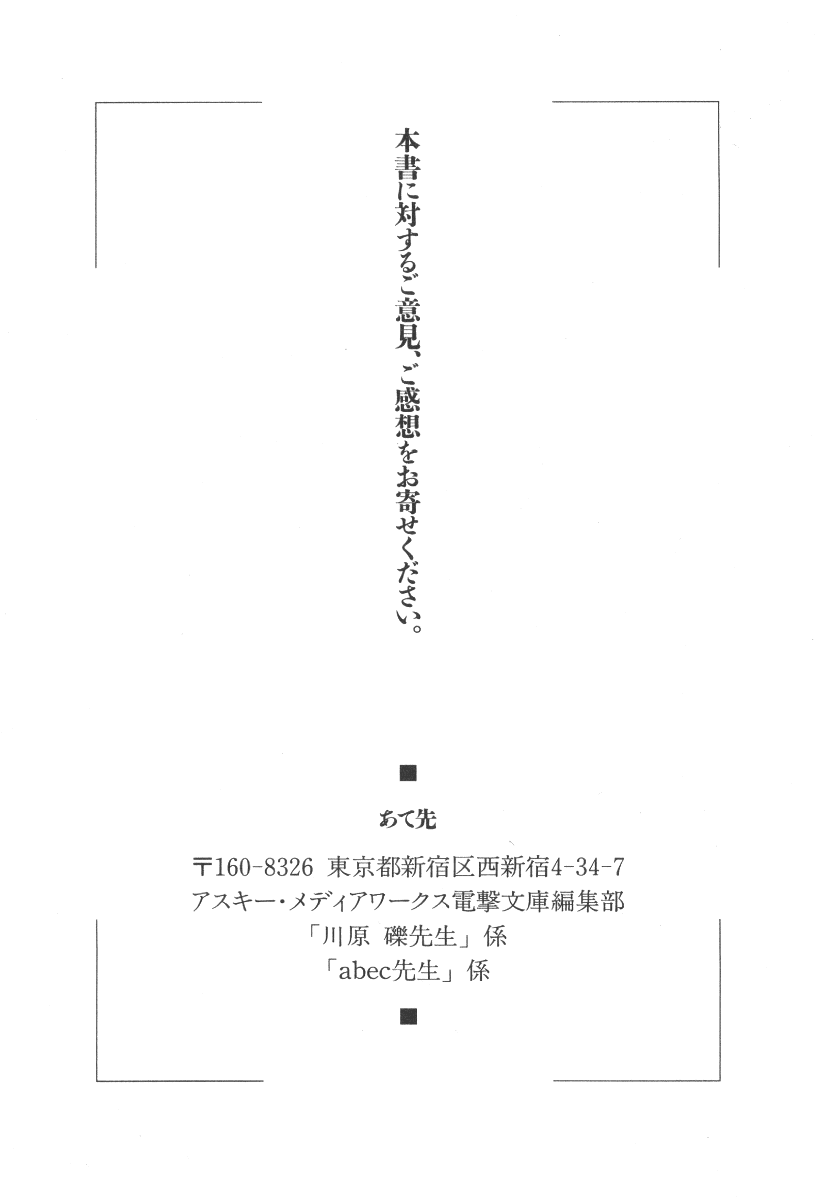 本書に対するご意見、ご感想をお寄せください。
■
あて先
〒160-8326 東京都新宿区西新宿4-34-7
アスキー・メディアワークス電撃文庫編集部
「川原 礫先生」係
「abec先生」係
■